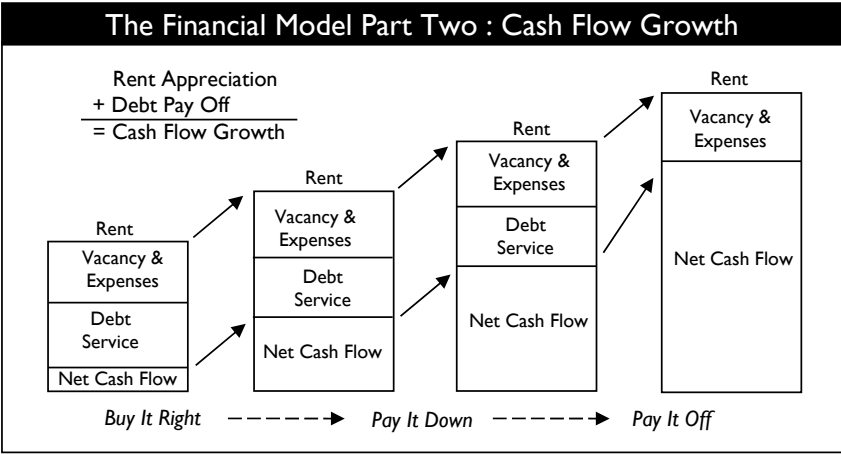 The Financial Model Part Two : Cash Flow Growth
Rent Appreciation
+ Debt Pay Off
= Cash Flow Growth
Rent
Vacancy &
Expenses
Debt
Service
Net Cash Flow
Rent
Vacancy &
Expenses
Debt
Service
Net Cash Flow
Rent
Vacancy &
Expenses
Debt
Service
Net Cash Flow
Rent
Vacancy &
Expenses
Net Cash Flow
Buy It Right
Pay It Down
Pay It Off